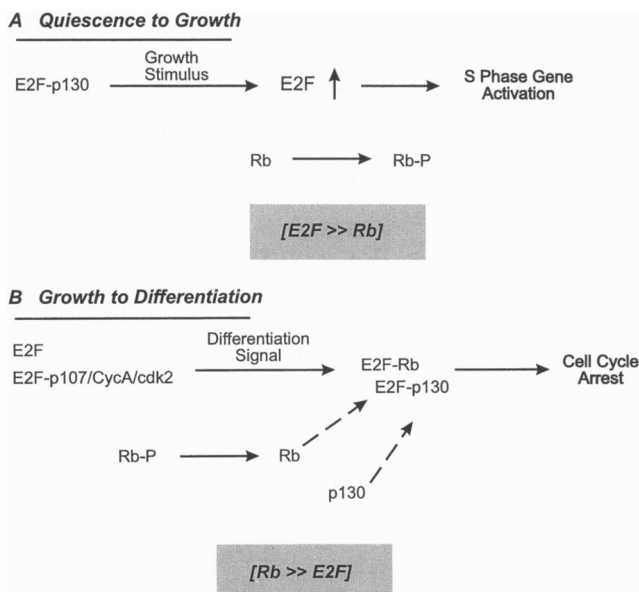 A Quiescence to Growth
Growth
Stimulus
E2F-p130
E2F
S Phase Gene
Activation
Rb
Rb-P
[E2F >> Rb]
B Growth to Differentiation
E2F
E2F-p107/CycA/cdk2
Differentiation
Signal
E2F-Rb
E2F-p130
Cell Cycle
Arrest
Rb-P
Rb
p130
[Rb >> E2F]